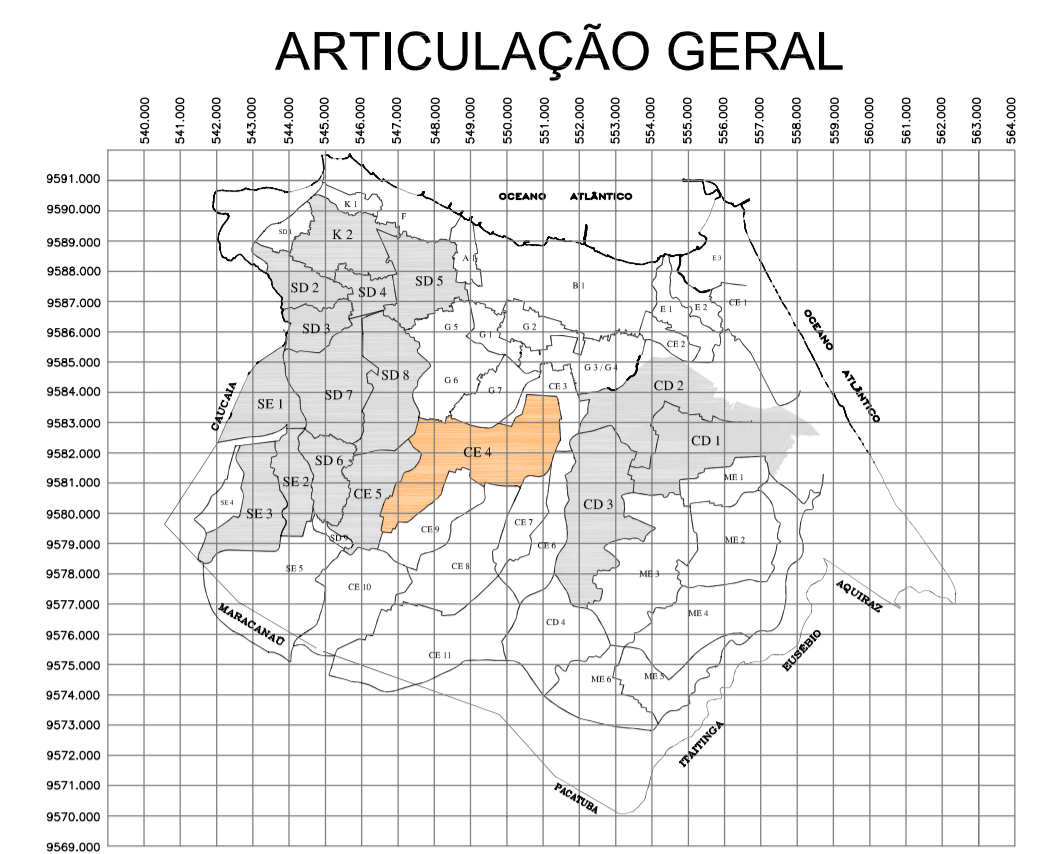 ARTICULAÇÃO GERAL
540.000 541.000 542.000 543.000 544.000 545.000 546.000 547.000 548.000 549.000 550.000 551.000 552.000 553.000 554.000 555.000 556.000 557.000 558.000 559.000 560.000 561.000 562.000 563.000 564.000
9591.000
9590.000
9589.000
9588.000
9587.000
9586.000
9585.000
9584.000
9583.000
9582.000
9581.000
9580.000
9579.000
9578.000
9577.000
9576.000
9575.000
9574.000
9573.000
9572.000
9571.000
9570.000
9569.000
OCEANO ATLÂNTICO
K 1
F
SD 1
K 2
A 1
E 3
SD 5
B 1
SD 2
SD 4
E 1
E 2
CE 1
SD 3
G 5
G 1
G 2
CE 2
OCEANO
ATLÂNTICO
G 3 / G 4
SD 8
G 6
G 7
CE 3
CD 2
CAUCAIA
SE 1
SD 7
CD 1
CE 4
SD 6
ME 1
SE 2
CE 5
SE 4
SE 3
CD 3
CE 9
CE 7
SD 9
CE 6
ME 2
SE 5
CE 10
CE 8
ME 3
AQUIRAZ
MARACANAÚ
CD 4
ME 4
EUSÉBIO
CE 11
ME 6
ME 5
ITAITINGA
PACATUBA